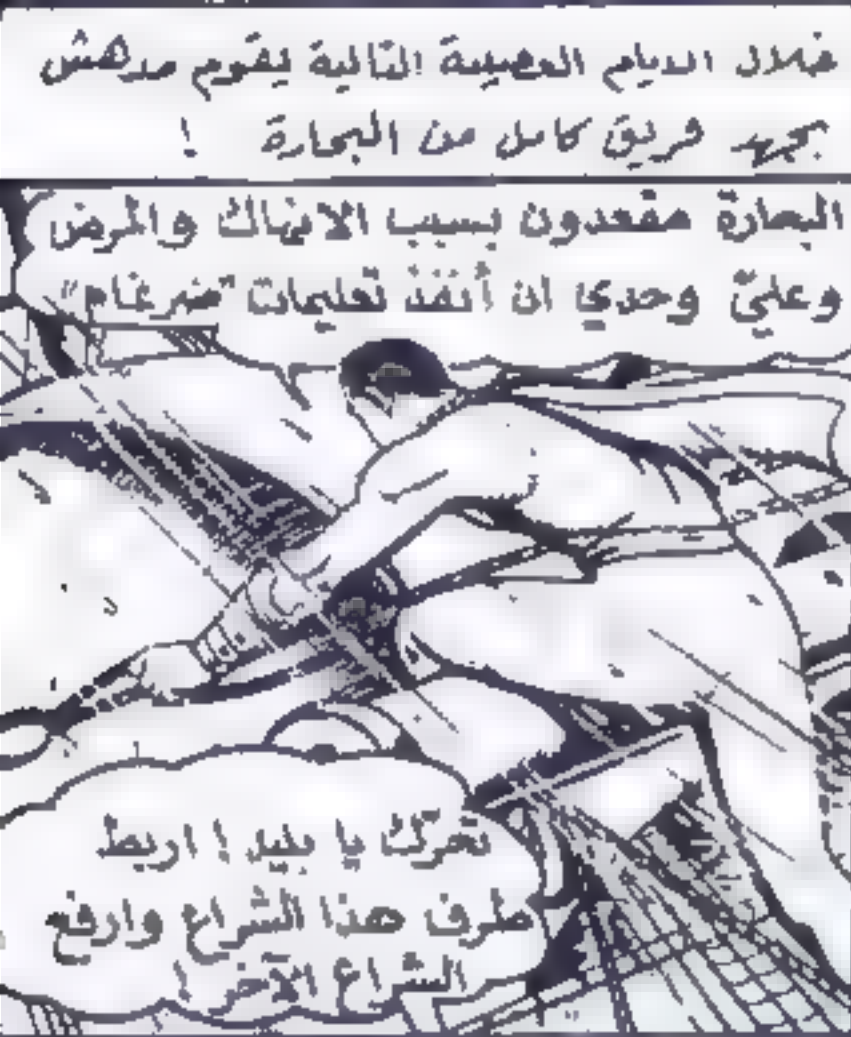 خلال الايام العصيبة التالية يقوم مدهش
بجهد فريق كامل من البحارة !
البحارة مقعدون بسبب الانهاك والمرض
وعليّ وحدي ان أنفذ تعليمات "ضرغام"
تحرّك يا بليد ! اربط
طرف هذا الشراع وارفع
الشراع الآخر !